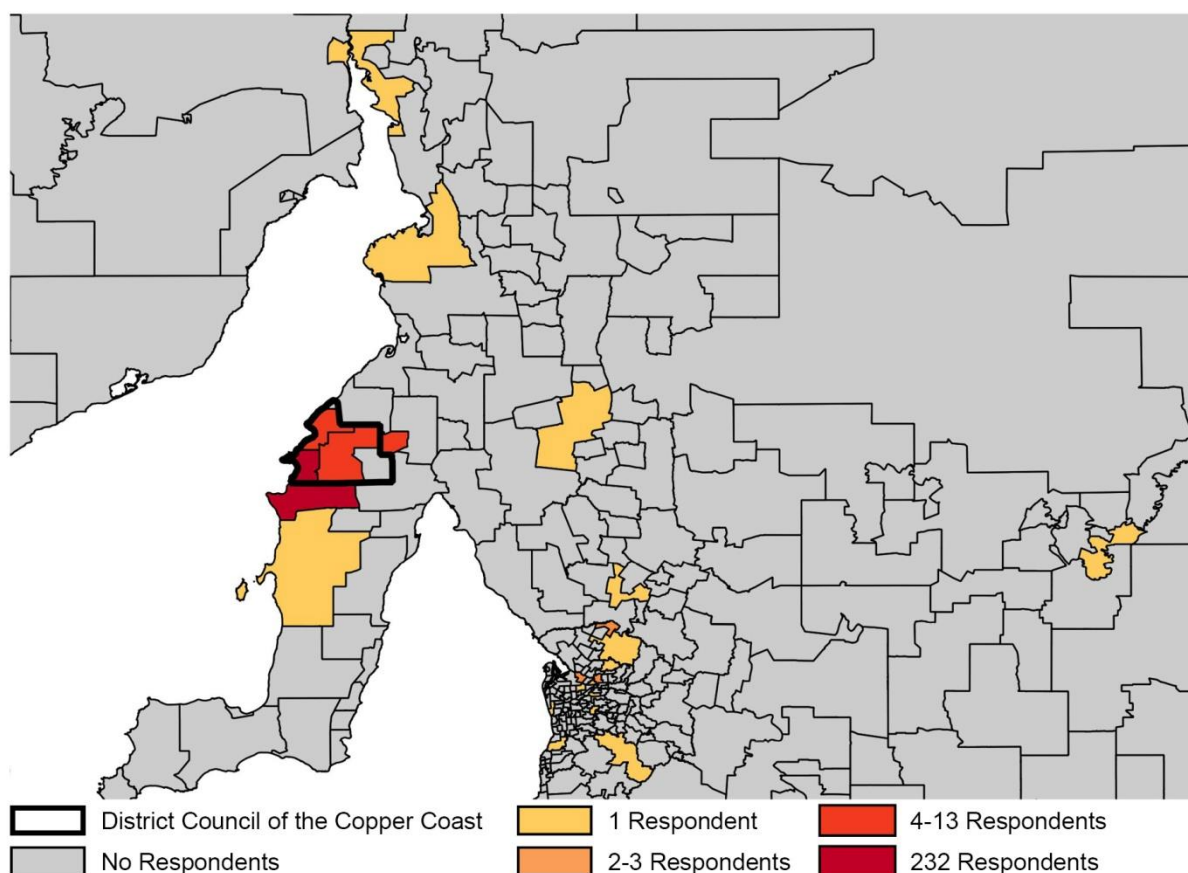 District Council of the Copper Coast
1 Respondent
4-13 Respondents
No Respondents
2-3 Respondents
232 Respondents